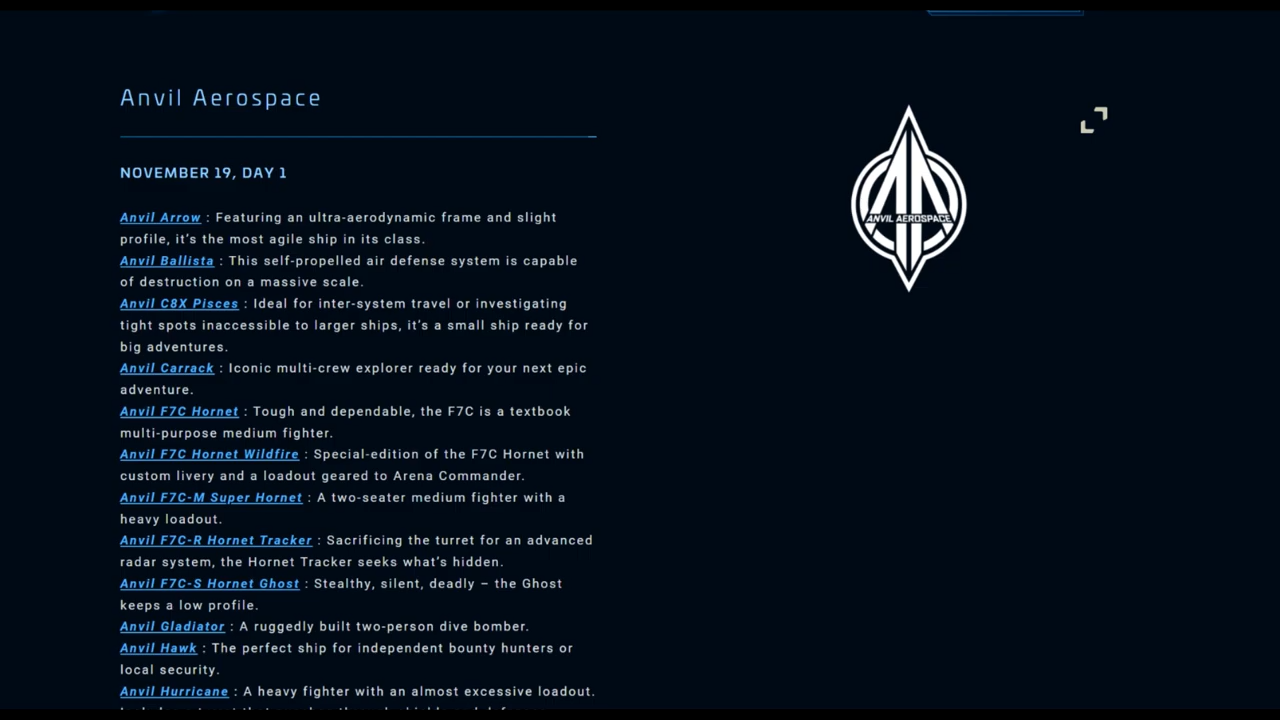 Anvil Aerospace
ANVIL AEROSPACE
NOVEMBER 19, DAY 1
Anvil Arrow : Featuring an ultra-aerodynamic frame and slight
profile, it’s the most agile ship in its class.
Anvil Ballista : This self-propelled air defense system is capable
of destruction on a massive scale.
Anvil C8X Pisces : Ideal for inter-system travel or investigating
tight spots inaccessible to larger ships, it’s a small ship ready for
big adventures.
Anvil Carrack : Iconic multi-crew explorer ready for your next epic
adventure.
Anvil F7C Hornet : Tough and dependable, the F7C is a textbook
multi-purpose medium fighter.
Anvil F7C Hornet Wildfire : Special-edition of the F7C Hornet with
custom livery and a loadout geared to Arena Commander.
Anvil F7C-M Super Hornet : A two-seater medium fighter with a
heavy loadout.
Anvil F7C-R Hornet Tracker : Sacrificing the turret for an advanced
radar system, the Hornet Tracker seeks what’s hidden.
Anvil F7C-S Hornet Ghost : Stealthy, silent, deadly – the Ghost
keeps a low profile.
Anvil Gladiator : A ruggedly built two-person dive bomber.
Anvil Hawk : The perfect ship for independent bounty hunters or
local security.
Anvil Hurricane : A heavy fighter with an almost excessive loadout.